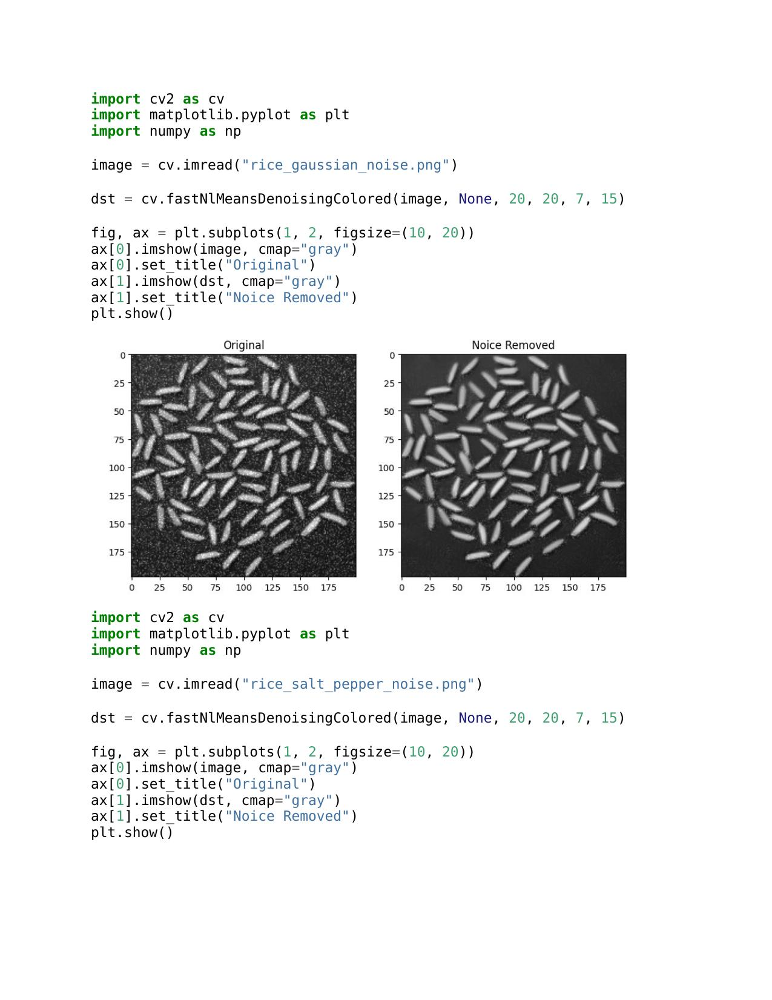 import cv2 as cv
import matplotlib.pyplot as plt
import numpy as np
image = cv.imread("rice_gaussian_noise.png")
dst = cv.fastNlMeansDenoisingColored(image, None, 20, 20, 7, 15)
fig, ax = plt.subplots(1, 2, figsize=(10, 20))
ax[0].imshow(image, cmap="gray")
ax[0].set_title("Original")
ax[1].imshow(dst, cmap="gray")
ax[1].set_title("Noice Removed")
plt.show()
Original
0
25
50
75
100
125
150
175
0 25 50 75 100 125 150 175
Noice Removed
0
25
50
75
100
125
150
175
0 25 50 75 100 125 150 175
import cv2 as cv
import matplotlib.pyplot as plt
import numpy as np
image = cv.imread("rice_salt_pepper_noise.png")
dst = cv.fastNlMeansDenoisingColored(image, None, 20, 20, 7, 15)
fig, ax = plt.subplots(1, 2, figsize=(10, 20))
ax[0].imshow(image, cmap="gray")
ax[0].set_title("Original")
ax[1].imshow(dst, cmap="gray")
ax[1].set_title("Noice Removed")
plt.show()